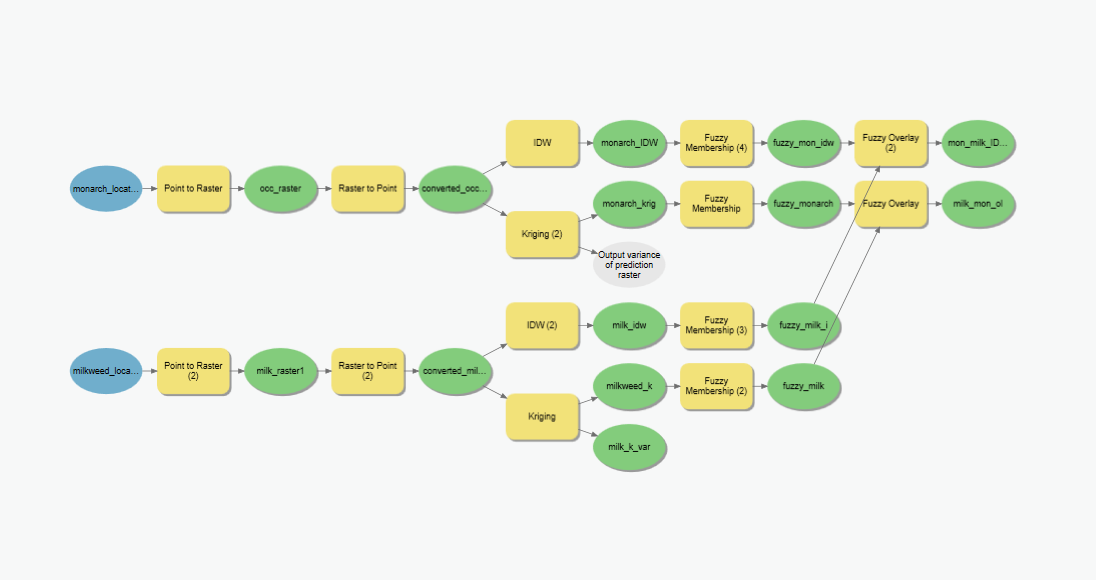 IDW
monarch_IDW
Fuzzy
Membership (4)
fuzzy_mon_idw
Fuzzy Overlay
(2)
mon_milk_ID...
monarch_locat...
Point to Raster
occ_raster
Raster to Point
converted_occ...
Kriging (2)
monarch_krig
Fuzzy
Membership
fuzzy_monarch
Fuzzy Overlay
milk_mon_ol
Output variance
of prediction
raster
IDW (2)
milk_idw
Fuzzy
Membership (3)
fuzzy_milk_i
milkweed_loca...
Point to Raster
(2)
milk_raster1
Raster to Point
(2)
converted_mil...
Kriging
milkweed_k
Fuzzy
Membership (2)
fuzzy_milk
milk_k_var